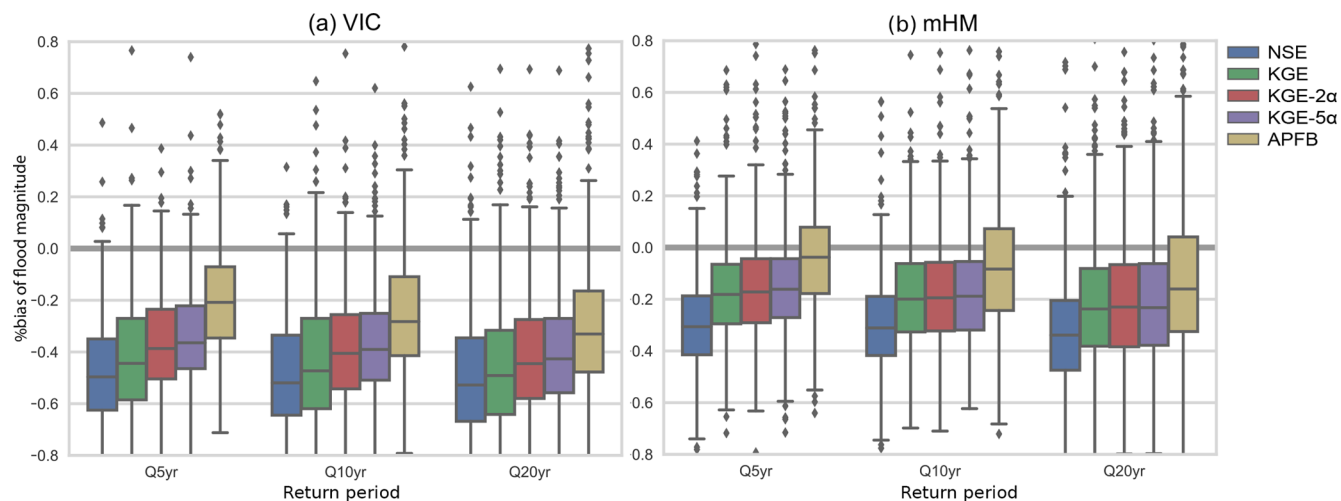 (a) VIC
(b) mHM
%bias of flood magnitude
0.8
0.6
0.4
0.2
0.0
−0.2
−0.4
−0.6
−0.8
Q5yr Q10yr Q20yr
Return period
0.8
0.6
0.4
0.2
0.0
0.2
0.4
0.6
0.8
Q5yr Q10yr Q20yr
Return period
NSE
KGE
KGE-2α
KGE-5α
APFB